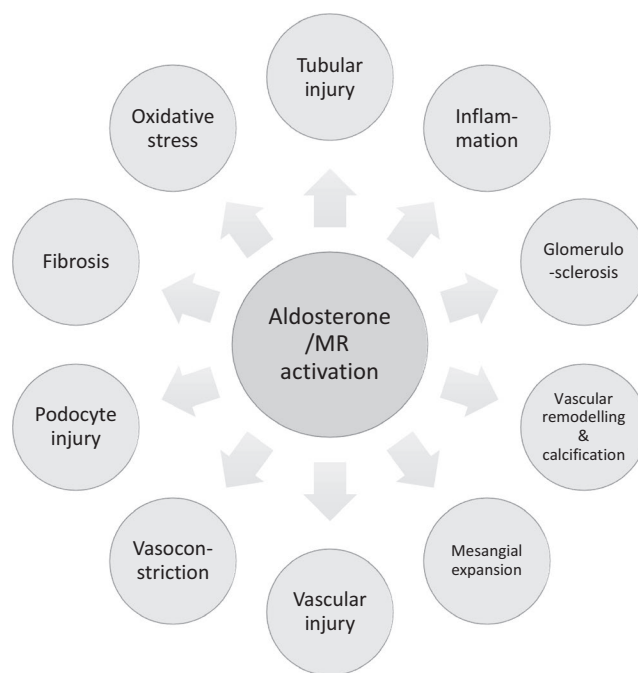 Tubular
injury
Inflam-
mation
Glomerulo
-sclerosis
Vascular
remodelling
&
calcification
Mesangial
expansion
Vascular
injury
Vasocon-
striction
Podocyte
injury
Fibrosis
Oxidative
stress
Aldosterone
/MR
activation